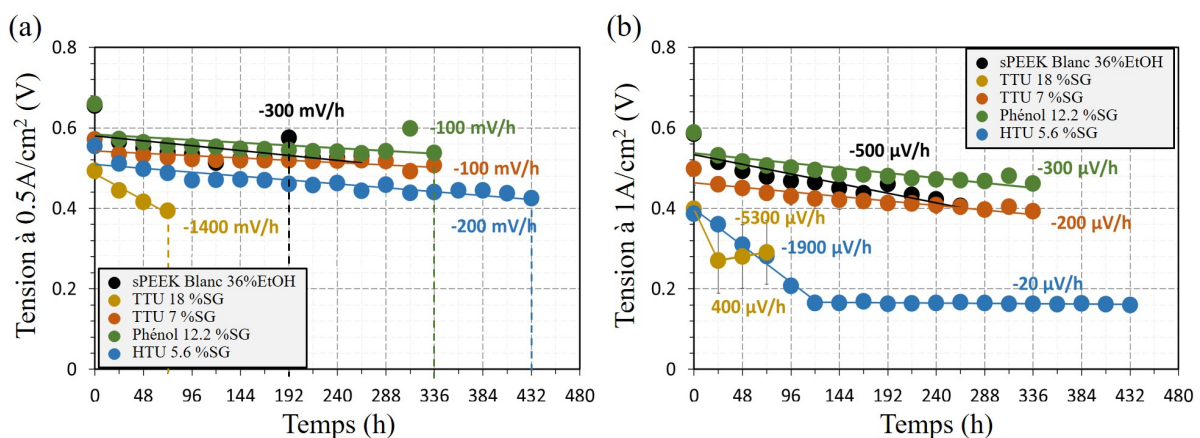 (a)
Tension à 0.5A/cm² (V)
0.8
0.6
0.4
0.2
0
-300 mV/h
-100 mV/h
-100 mV/h
-200 mV/h
-1400 mV/h
sPEEK Blanc 36%EtOH
TTU 18 %SG
TTU 7 %SG
Phénol 12.2 %SG
HTU 5.6 %SG
0 48 96 144 192 240 288 336 384 432 480
Temps (h)
(b)
Tension à 1A/cm² (V)
0.8
0.6
0.4
0.2
0
sPEEK Blanc 36%EtOH
TTU 18 %SG
TTU 7 %SG
Phénol 12.2 %SG
HTU 5.6 %SG
-500 µV/h
-300 µV/h
-200 µV/h
-5300 µV/h
-1900 µV/h
-20 µV/h
400 µV/h
0 48 96 144 192 240 288 336 384 432 480
Temps (h)